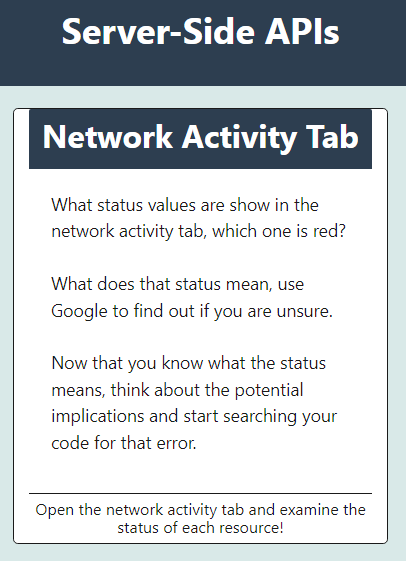 Server-Side APIs
Network Activity Tab
What status values are show in the
network activity tab, which one is red?
What does that status mean, use
Google to find out if you are unsure.
Now that you know what the status
means, think about the potential
implications and start searching your
code for that error.
Open the network activity tab and examine the
status of each resource!